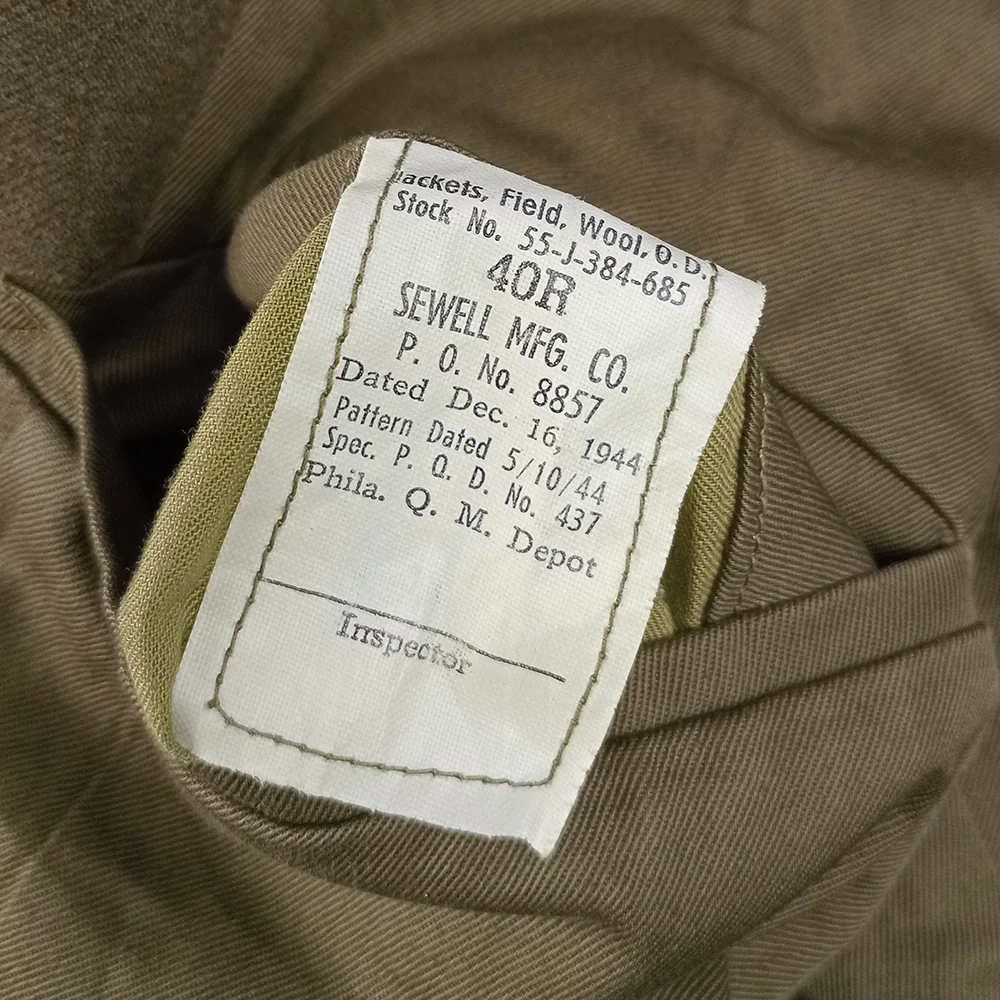 Jackets, Field, Wool, O.D.
Stock No. 55-J-384-685
40R
SEWELL MFG. CO.
P. O. No. 8857
Dated Dec. 16, 1944
Pattern Dated 5/10/44
Spec. P. Q. D. No. 437
Phila. Q. M. Depot
Inspector